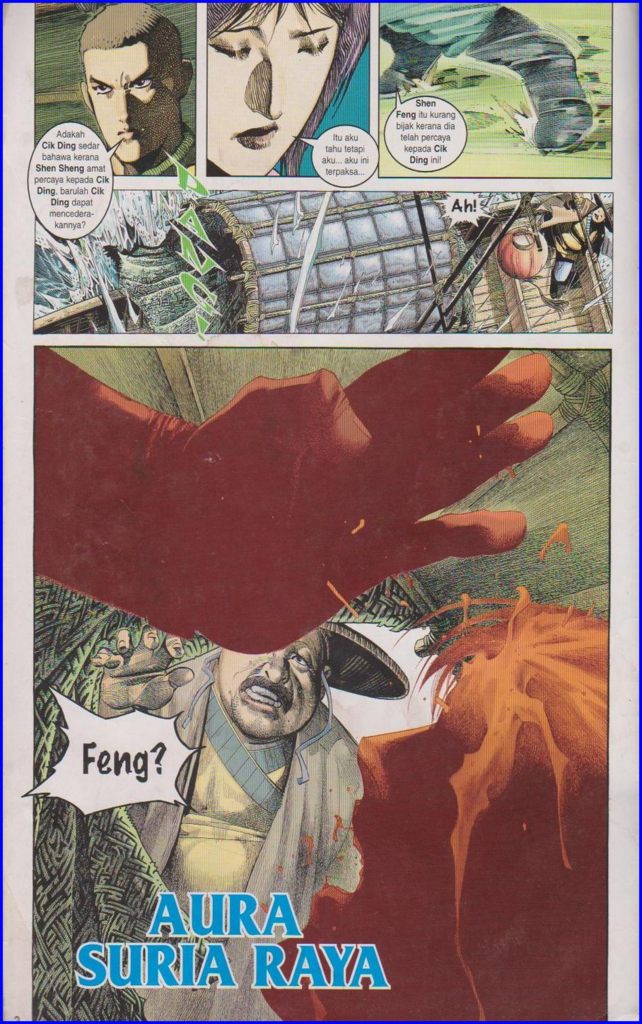 Adakah
Cik Ding sedar
bahawa kerana
Shen Sheng amat
percaya kepada Cik
Ding, barulah Cik
Ding dapat
mencedera-
kannya?
Itu aku
tahu tetapi
aku... aku ini
terpaksa...
Shen
Feng itu kurang
bijak kerana dia
telah percaya
kepada Cik
Ding ini!
PANG!
Ah!
Feng?
AURA
SURIA RAYA